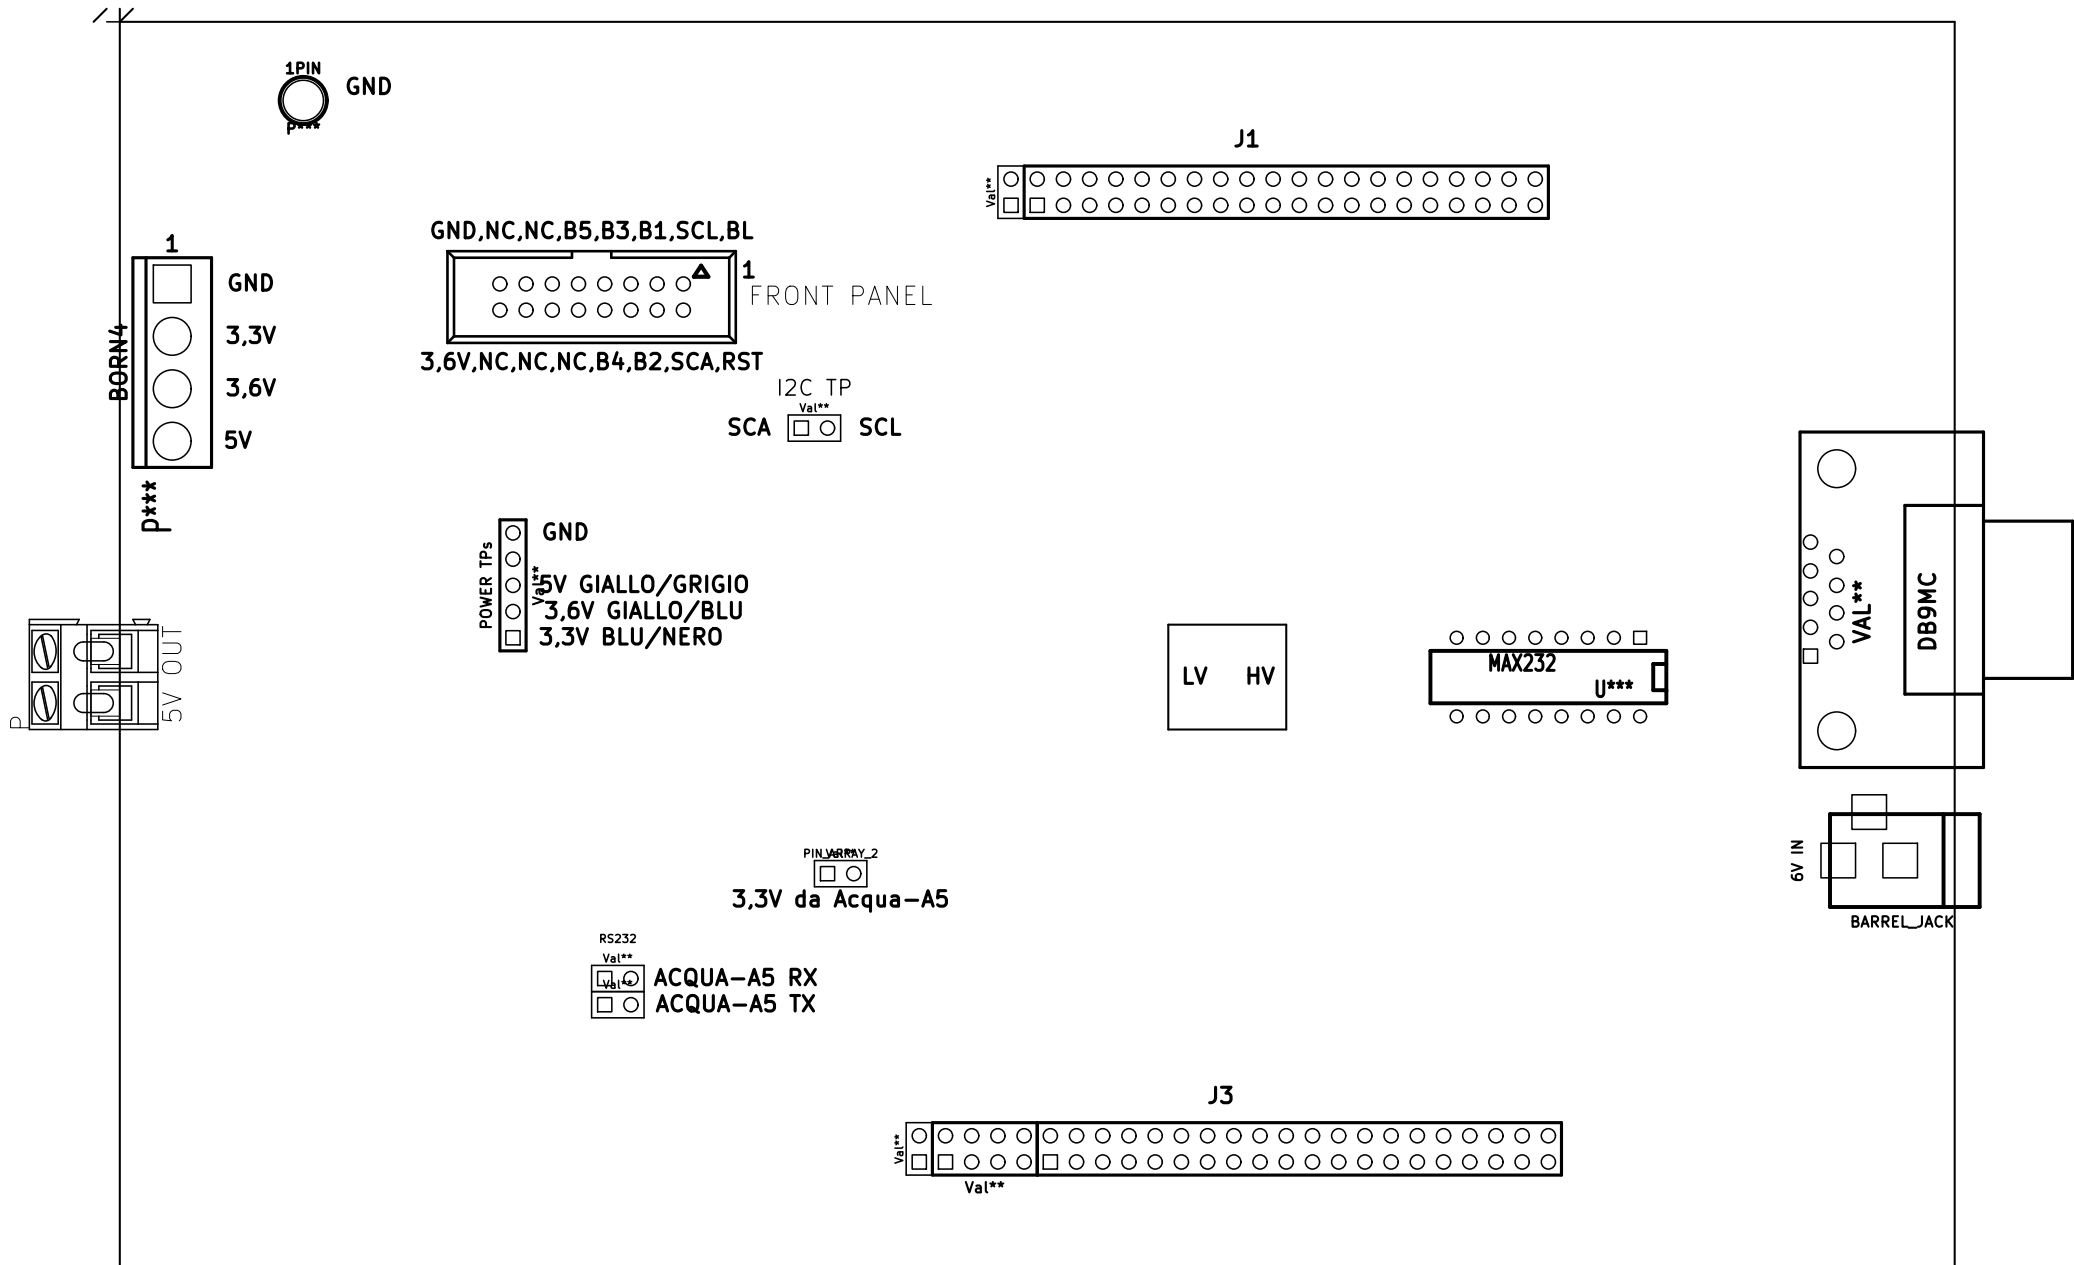 1PIN
GND
P***
J1
Val**
GND,NC,NC,B5,B3,B1,SCL,BL
1
1
FRONT PANEL
GND
3,3V
3,6V
5V
BORN4
P***
3,6V,NC,NC,NC,B4,B2,SCA,RST
I2C TP
Val**
SCA
SCL
POWER TPs
Val**
GND
5V GIALLO/GRIGIO
3,6V GIALLO/BLU
3,3V BLU/NERO
5V OUT
P
LV
HV
MAX232
U***
VAL**
DB9MC
6V IN
BARREL_JACK
PIN_ARRAY_2
Val**
3,3V da Acqua-A5
RS232
Val**
ACQUA-A5 RX
Val**
ACQUA-A5 TX
J3
Val**
Val**